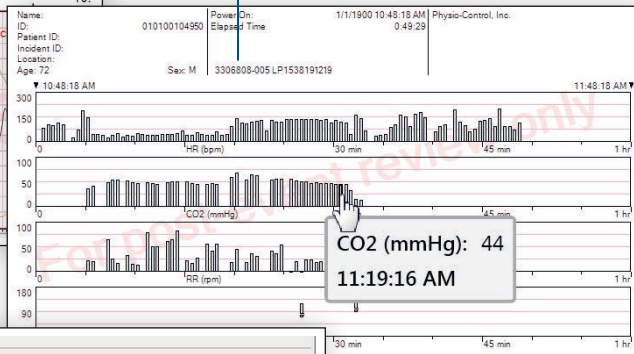 Name:
ID: 010100104950
Patient ID:
Incident ID:
Location:
Age: 72 Sex: M
Power On: 1/1/1900 10:48:18 AM
Elapsed Time 0:49:29
3306808-005 LP1538191219
Physio-Control, Inc.
▼ 10:48:18 AM 11:48:18 AM ▼
300
150
0
0 HR (bpm) 30 min 45 min 1 hr
100
50
0
0 CO2 (mmHg) 45 min 1 hr
100
50
0
0 RR (rpm) 1 hr
180
90
30 min 45 min 1 hr
CO2 (mmHg): 44
11:19:16 AM
For post-event review only